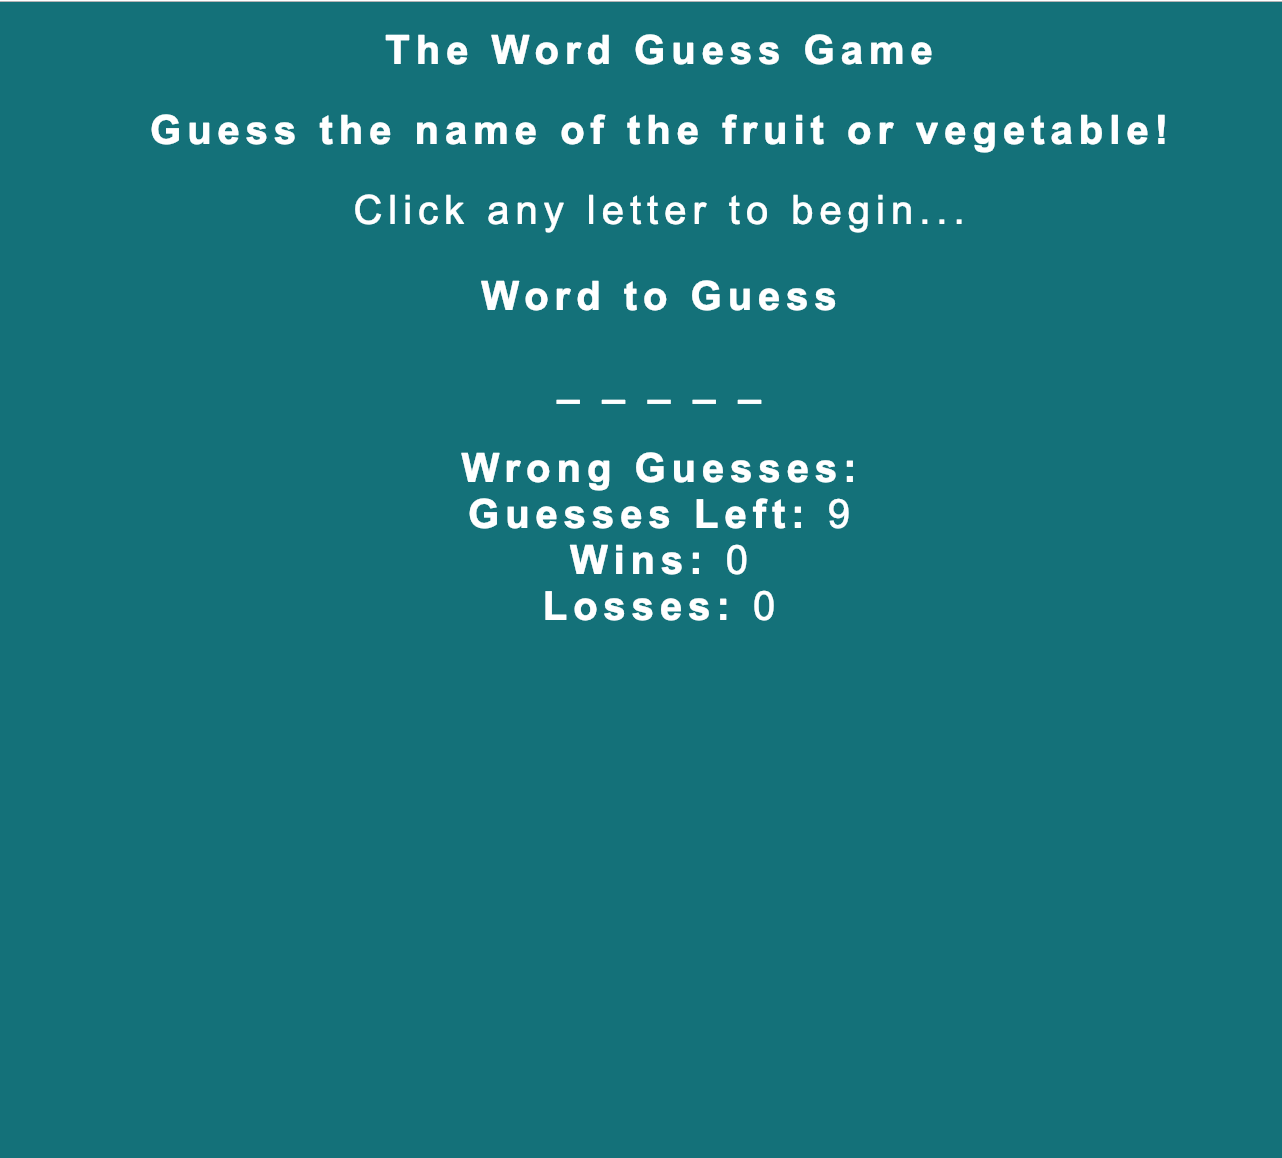 The Word Guess Game
Guess the name of the fruit or vegetable!
Click any letter to begin...
Word to Guess
_ _ _ _ _
Wrong Guesses:
Guesses Left: 9
Wins: 0
Losses: 0